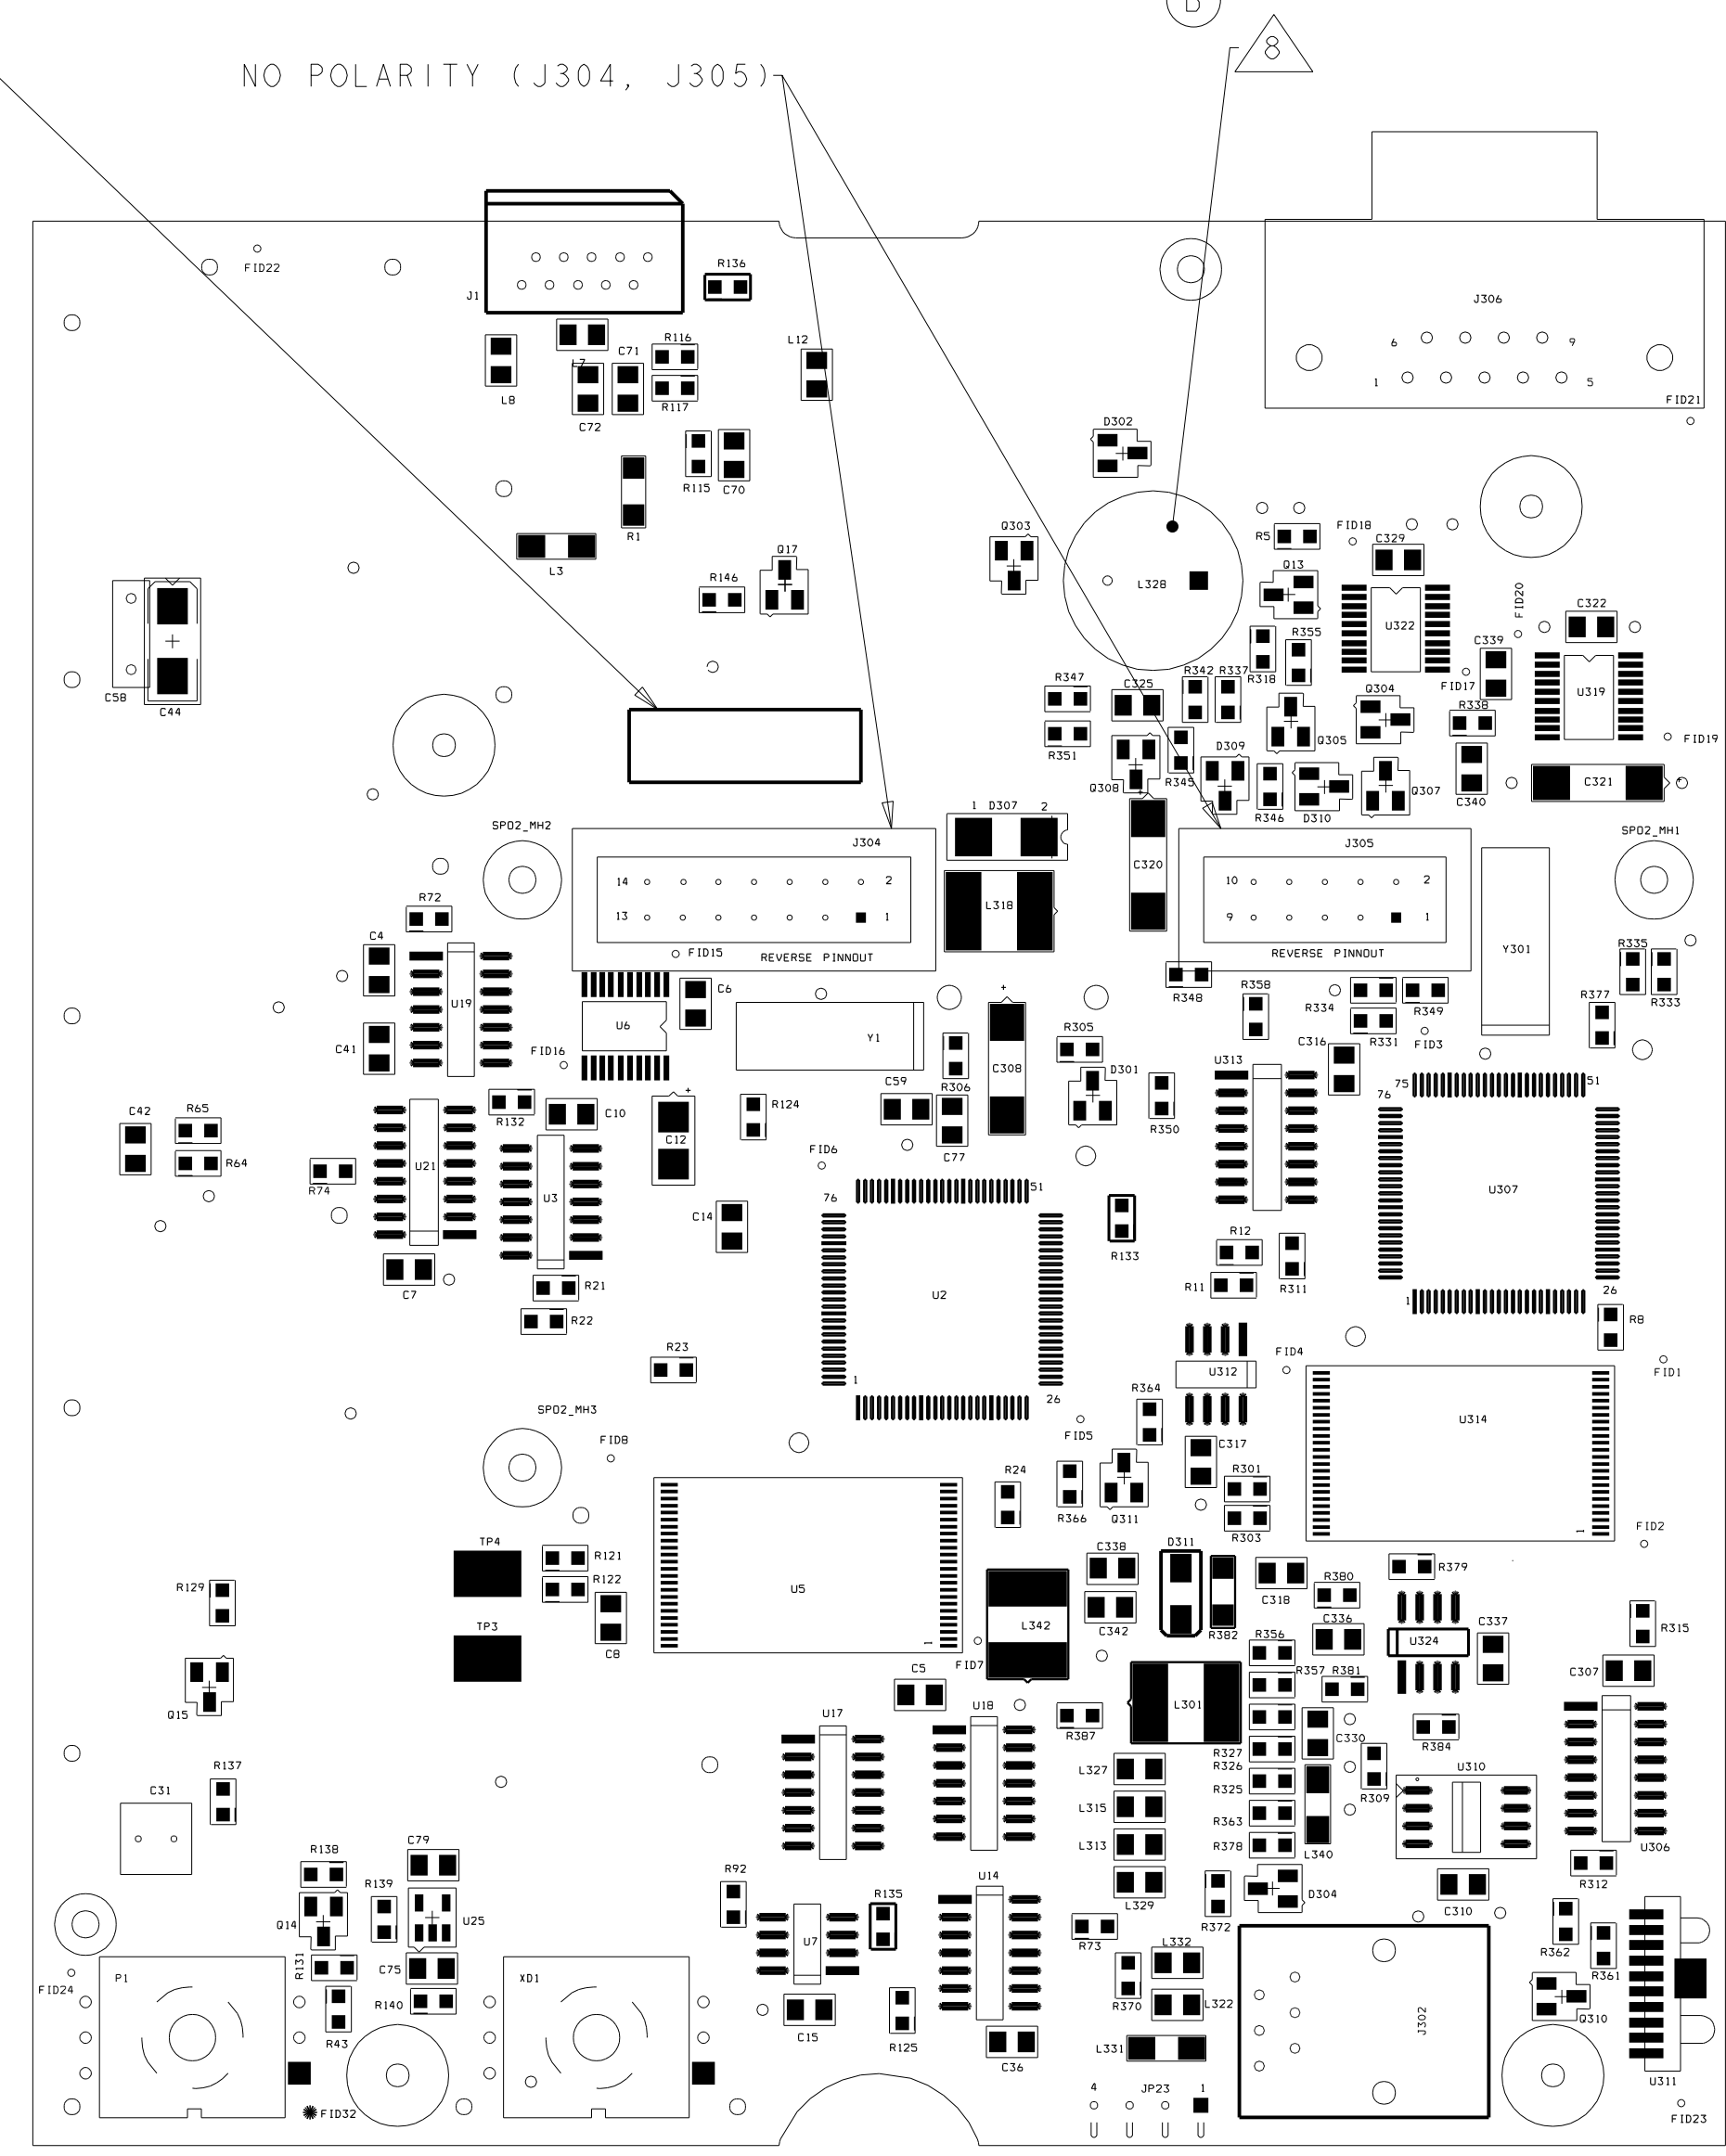 B
8
NO POLARITY (J304, J305)
FID22
J1
R136
J306
6 9
1 5
FID21
L7
C71
R116
L12
L8
C72
R117
D302
R115
C70
R1
L3
Q17
R146
Q303
L328
R5
FID18
C329
Q13
U322
FID20
C322
C339
R355
R318
FID17
U319
C58
C44
R347
C325
R342
R337
Q304
R338
FID19
R351
Q305
R345
D309
Q308
R346
D310
Q307
C340
C321
+
SPO2_MH2
SPO2_MH1
J304
1 D307 2
+
C320
J305
14 2
13 1
REVERSE PINNOUT
L318
10 2
9 1
REVERSE PINNOUT
Y301
R72
C4
FID15
R335
R333
U19
C6
U6
Y1
+
R348
R358
R334
R349
R331
FID3
R377
C41
FID16
R305
C316
U313
C308
D301
R306
C59
75 51
76
C42
R65
R132
C10
+
C12
R124
R350
R64
R74
U21
U3
FID6
C77
76 51
U307
C14
R133
R12
R11
R311
C7
R21
U2
R22
1 26
R8
R23
FID4
U312
FID1
1 26
R364
SPO2_MH3
FID8
FID5
U314
C317
R24
R366
Q311
R301
R303
1
FID2
TP4
R121
R122
C338
D311
R379
R129
U5
L342
C342
R382
C318
R380
C336
U324
C337
R315
TP3
C8
1
FID7
R356
R357
R381
C307
Q15
C5
L301
U17
U18
R387
R327
C330
R384
R137
C31
L327
R326
R325
R309
U310
L315
R363
L313
R378
L340
U306
R138
C79
R139
R92
U14
R135
L329
D304
R372
R312
C310
Q14
U25
U7
R73
L332
R362
R361
R131
C75
P1
XD1
FID24
R140
R370
L322
J302
Q310
R43
C15
R125
C36
L331
U311
4 JP23 1
FID32
FID23